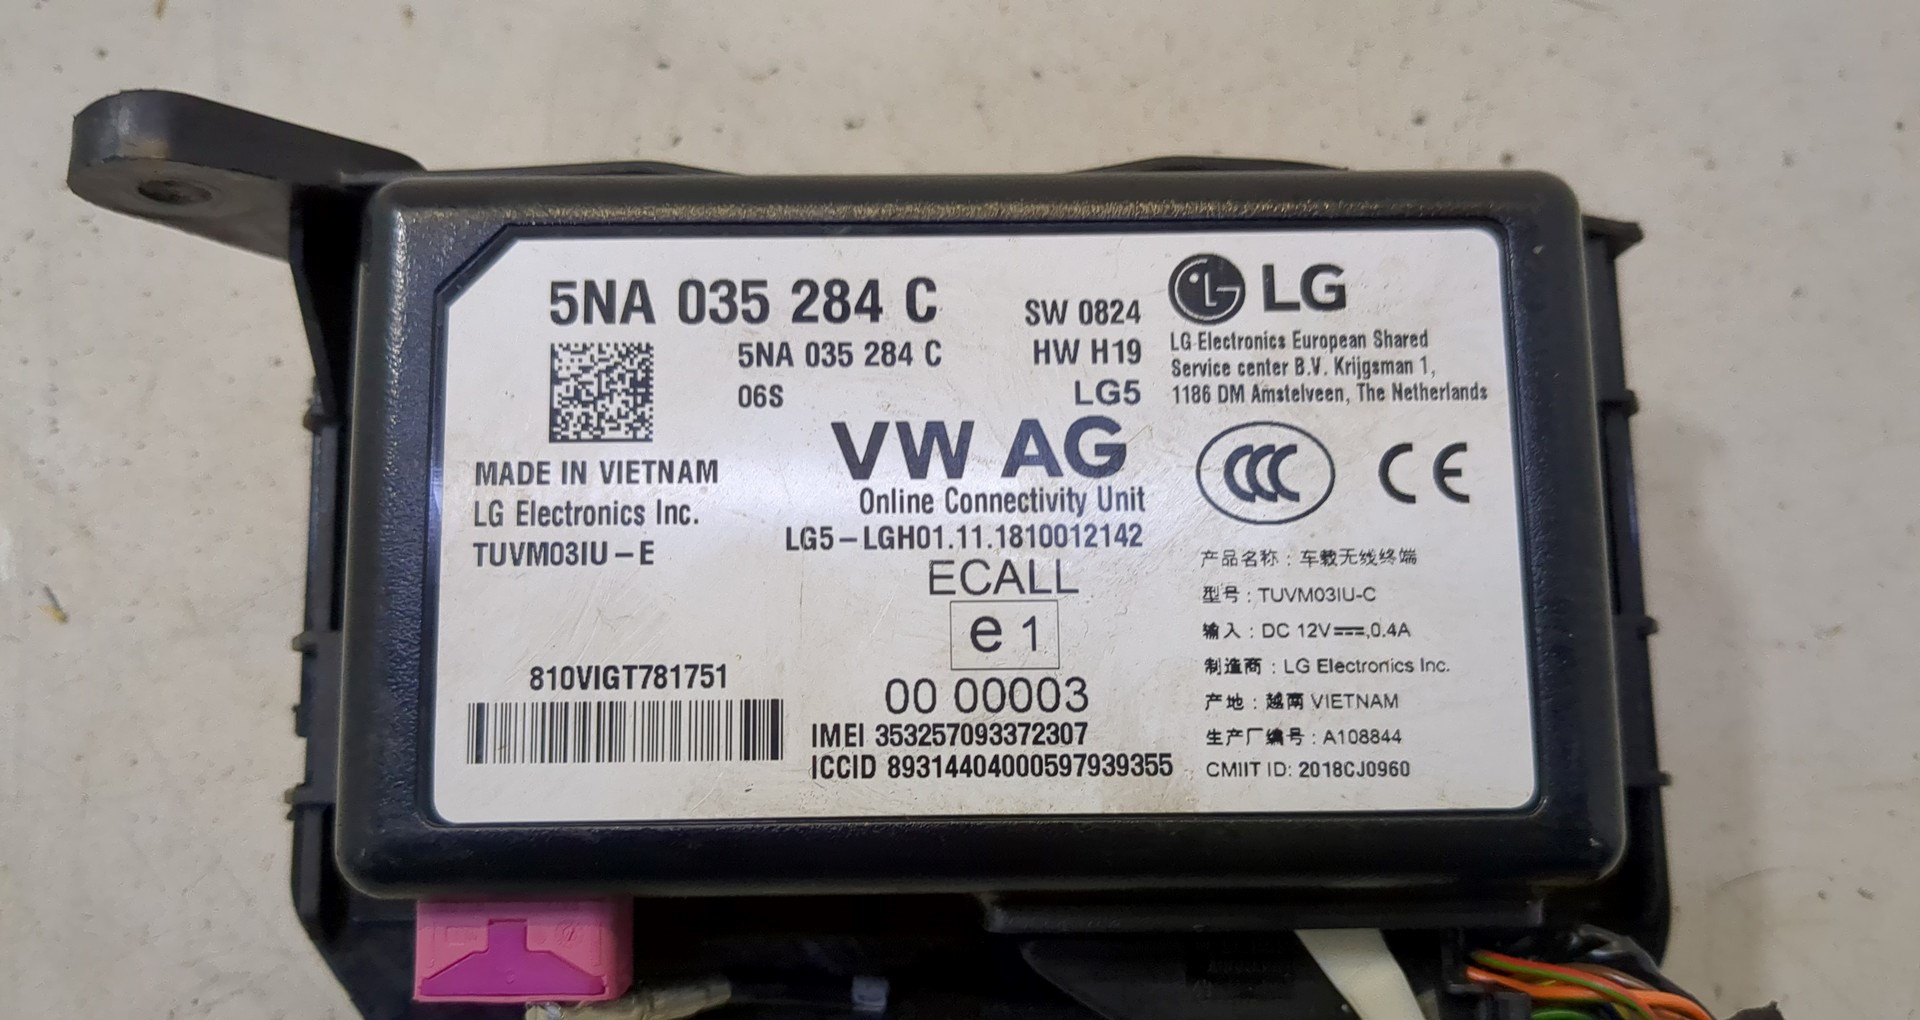 5NA 035 284 C
5NA 035 284 C
06S
SW 0824
HW H19
LG5
LG
LG Electronics European Shared
Service center B.V. Krijgsman 1,
1186 DM Amstelveen, The Netherlands
MADE IN VIETNAM
LG Electronics Inc.
TUVM03IU-E
VW AG
Online Connectivity Unit
LG5-LGH01.11.1810012142
ECALL
e 1
00 00003
IMEI 353257093372307
ICCID 89314404000597939355
810VIGT781751
CCC
CE
产品名称：车载无线终端
型号：TUVM03IU-C
输入：DC 12V⎓,0.4A
制造商：LG Electronics Inc.
产地：越南 VIETNAM
生产厂编号：A108844
CMIIT ID: 2018CJ0960